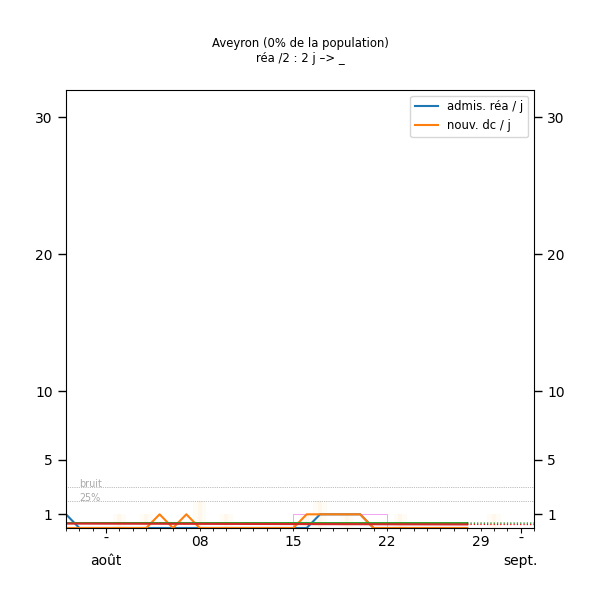 Aveyron (0% de la population)
réa /2 : 2 j –> _
admis. réa / j
nouv. dc / j
30 30
20 20
10 10
5 5
bruit
25%
1 1
- 08 15 22 29 -
août sept.